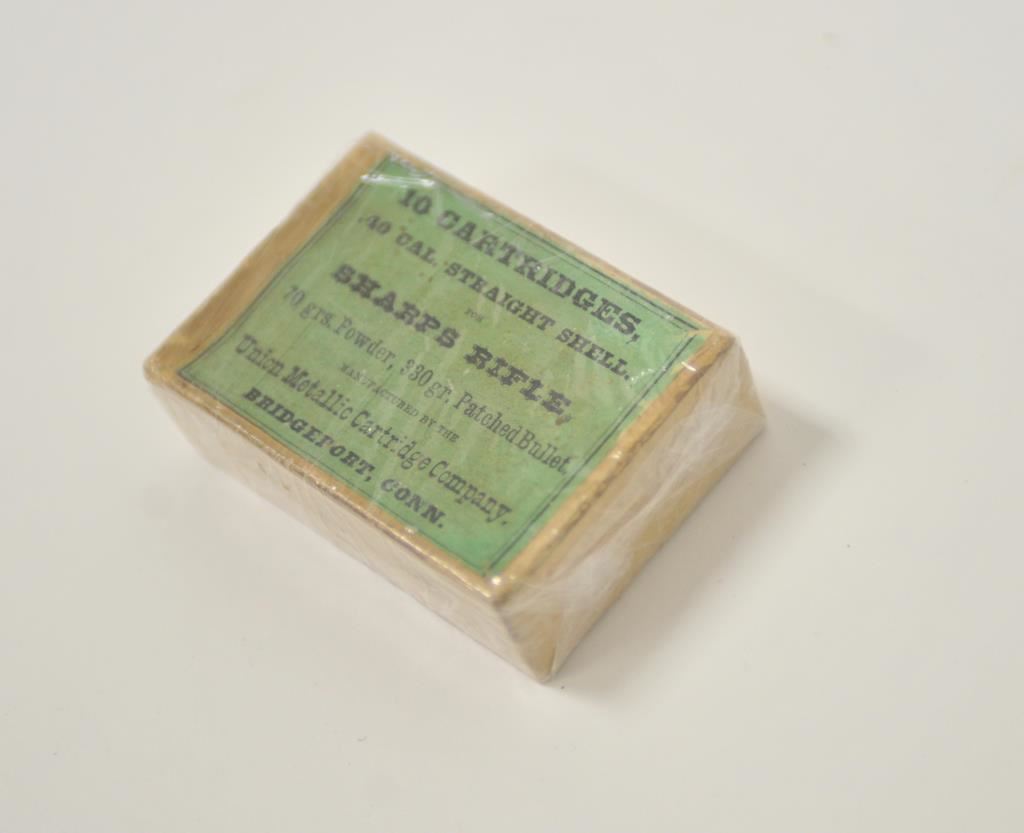 10 CARTRIDGES,
.40 CAL. STRAIGHT SHELL,
FOR
SHARPS RIFLE,
70 grs. Powder, 330 gr. Patched Bullet,
MANUFACTURED BY THE
Union Metallic Cartridge Company.
BRIDGEPORT, CONN.